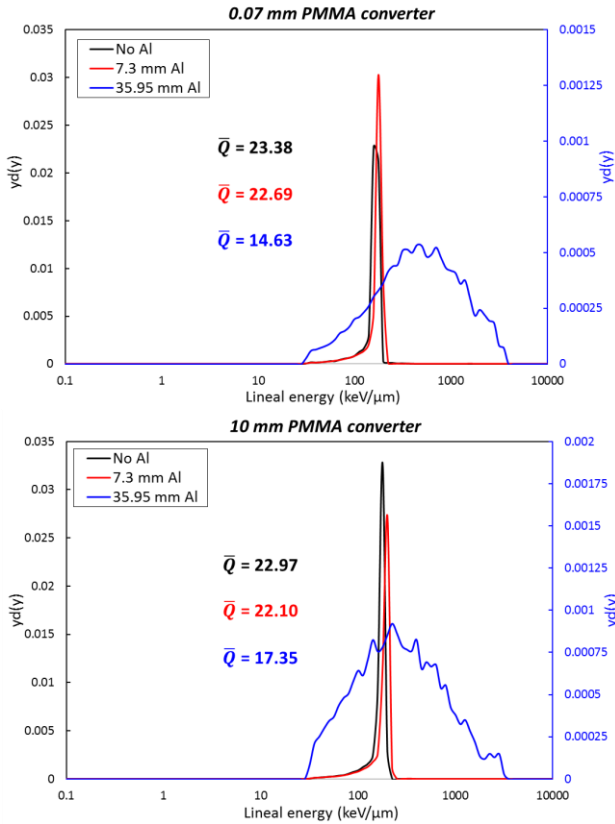 0.07 mm PMMA converter
No Al
7.3 mm Al
35.95 mm Al
Q̅ = 23.38
Q̅ = 22.69
Q̅ = 14.63
yd(y)
0.035
0.03
0.025
0.02
0.015
0.01
0.005
0
0.0015
0.00125
0.001
0.00075
0.0005
0.00025
0
yd(y)
0.1
1
10
100
1000
10000
Lineal energy (keV/μm)
10 mm PMMA converter
No Al
7.3 mm Al
35.95 mm Al
Q̅ = 22.97
Q̅ = 22.10
Q̅ = 17.35
yd(y)
0.035
0.03
0.025
0.02
0.015
0.01
0.005
0
0.002
0.00175
0.0015
0.00125
0.001
0.00075
0.0005
0.00025
0
yd(y)
0.1
1
10
100
1000
10000
Lineal energy (keV/μm)